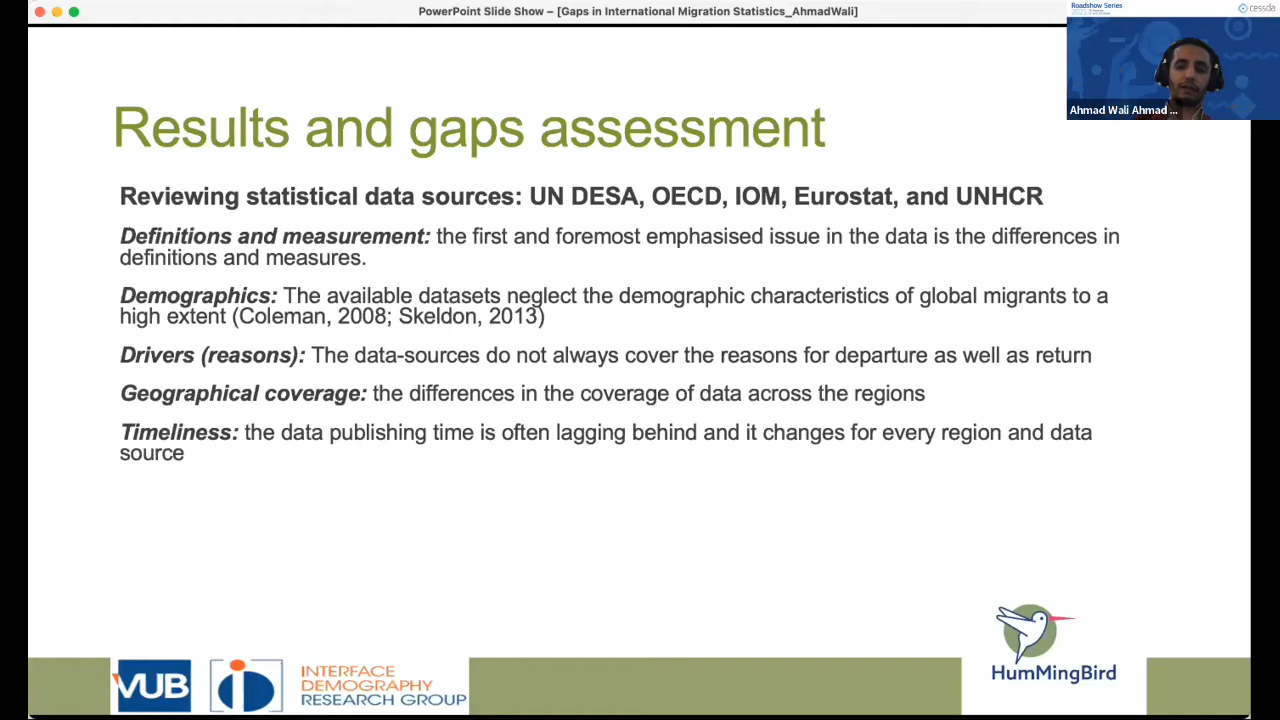 PowerPoint Slide Show – [Gaps in International Migration Statistics_AhmadWali]
Roadshow Series
cessda
Ahmad Wali Ahmad ...
Results and gaps assessment
Reviewing statistical data sources: UN DESA, OECD, IOM, Eurostat, and UNHCR
Definitions and measurement: the first and foremost emphasised issue in the data is the differences in
definitions and measures.
Demographics: The available datasets neglect the demographic characteristics of global migrants to a
high extent (Coleman, 2008; Skeldon, 2013)
Drivers (reasons): The data-sources do not always cover the reasons for departure as well as return
Geographical coverage: the differences in the coverage of data across the regions
Timeliness: the data publishing time is often lagging behind and it changes for every region and data
source
VUB
INTERFACE
DEMOGRAPHY
RESEARCH GROUP
HumMingBird